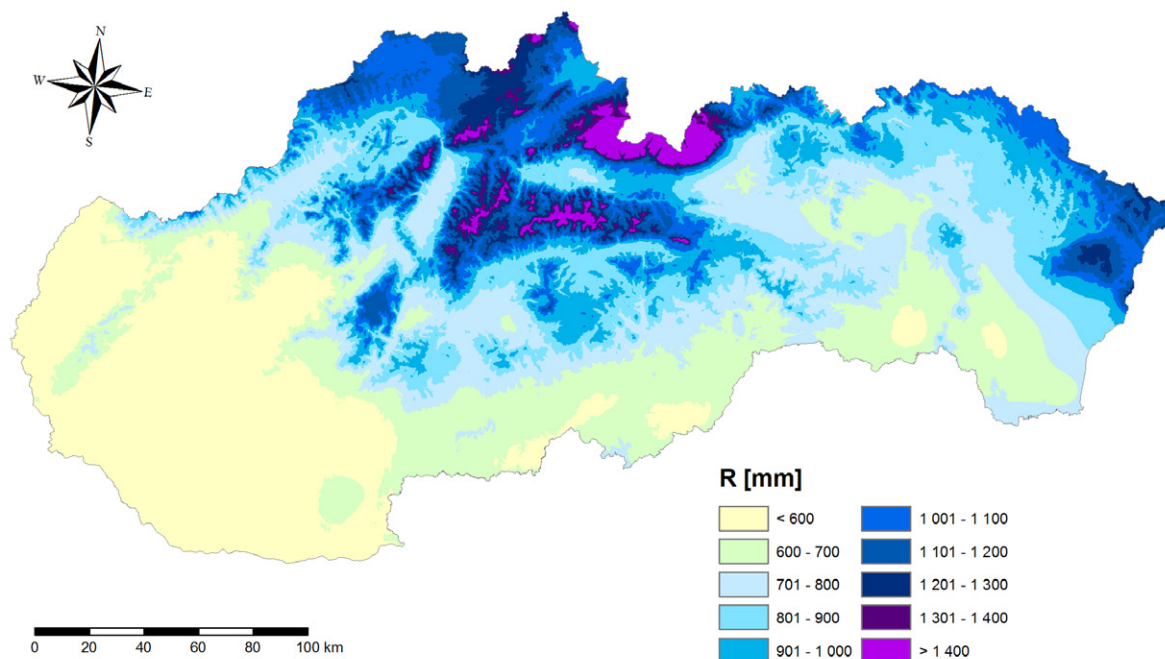 N
W E
S
R [mm]
< 600
600 - 700
701 - 800
801 - 900
901 - 1 000
1 001 - 1 100
1 101 - 1 200
1 201 - 1 300
1 301 - 1 400
> 1 400
0 20 40 60 80 100 km